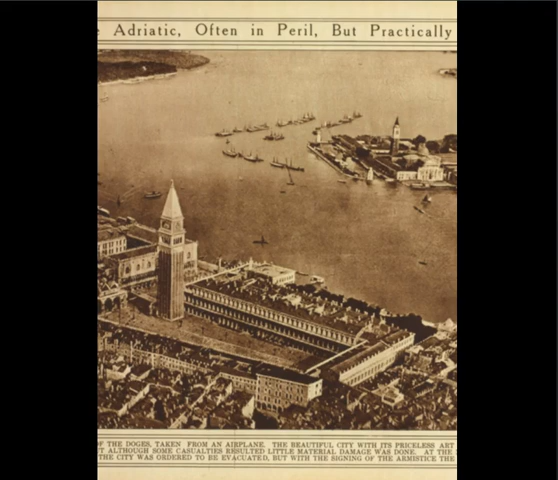 e Adriatic, Often in Peril, But Practically
OF THE DOGES, TAKEN FROM AN AIRPLANE. THE BEAUTIFUL CITY WITH ITS PRICELESS ART
UT ALTHOUGH SOME CASUALTIES RESULTED LITTLE MATERIAL DAMAGE WAS DONE. AT THE
THE CITY WAS ORDERED TO BE EVACUATED, BUT WITH THE SIGNING OF THE ARMISTICE THE